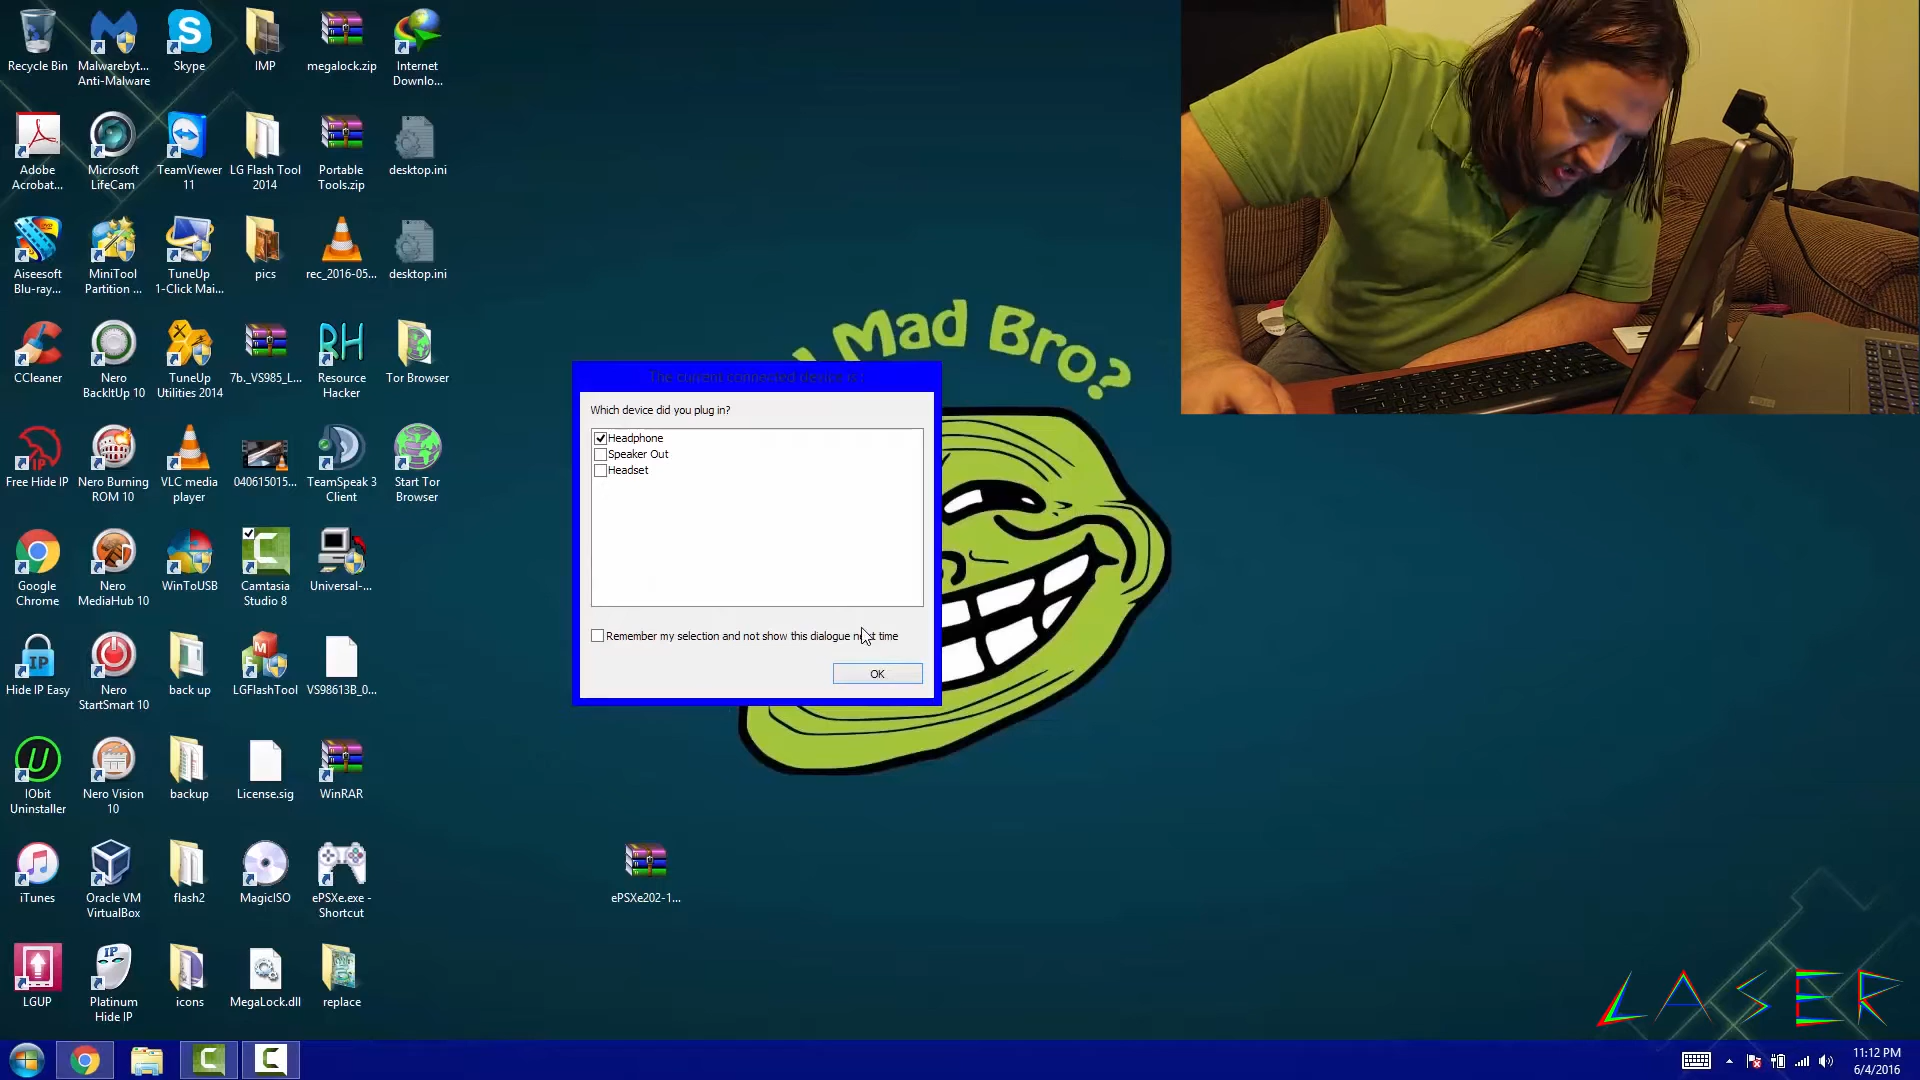 Recycle Bin
Malwarebyt...
Anti-Malware
Skype
IMP
megalock.zip
Internet
Downlo...
Adobe
Acrobat...
Microsoft
LifeCam
TeamViewer
11
LG Flash Tool
2014
Portable
Tools.zip
desktop.ini
Aiseesoft
Blu-ray...
MiniTool
Partition ...
TuneUp
1-Click Mai...
pics
rec_2016-05...
desktop.ini
CCleaner
Nero
BackItUp 10
TuneUp
Utilities 2014
7b._VS985_L...
RH
Resource
Hacker
Tor Browser
IP
Free Hide IP
Nero Burning
ROM 10
VLC media
player
040615015...
TeamSpeak 3
Client
Start Tor
Browser
Google
Chrome
Nero
MediaHub 10
WinToUSB
Camtasia
Studio 8
Universal-...
IP
Hide IP Easy
Nero
StartSmart 10
back up
LGFlashTool
VS98613B_0...
IObit
Uninstaller
Nero Vision
10
backup
License.sig
WinRAR
iTunes
Oracle VM
VirtualBox
flash2
MagicISO
ePSXe.exe -
Shortcut
LGUP
IP
Platinum
Hide IP
icons
MegaLock.dll
replace
Mad Bro?
The current connected device is:
Which device did you plug in?
Headphone
Speaker Out
Headset
Remember my selection and not show this dialogue next time
OK
ePSXe202-1...
LASER
11:12 PM
6/4/2016